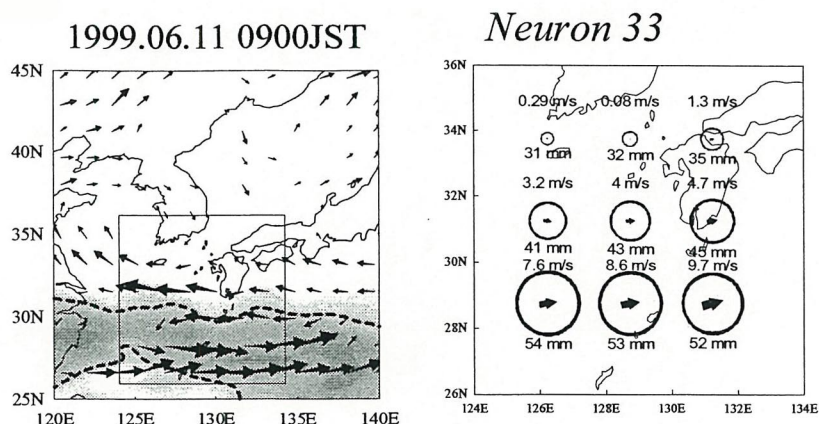 1999.06.11 0900JST
45N
40N
35N
30N
25N
120E 125E 130E 135E 140E
Neuron 33
36N
34N
32N
30N
28N
26N
0.29 m/s 0.08 m/s 1.3 m/s
31 mm 32 mm 35 mm
3.2 m/s 4 m/s 4.7 m/s
41 mm 43 mm 45 mm
7.6 m/s 8.6 m/s 9.7 m/s
54 mm 53 mm 52 mm
124E 126E 128E 130E 132E 134E